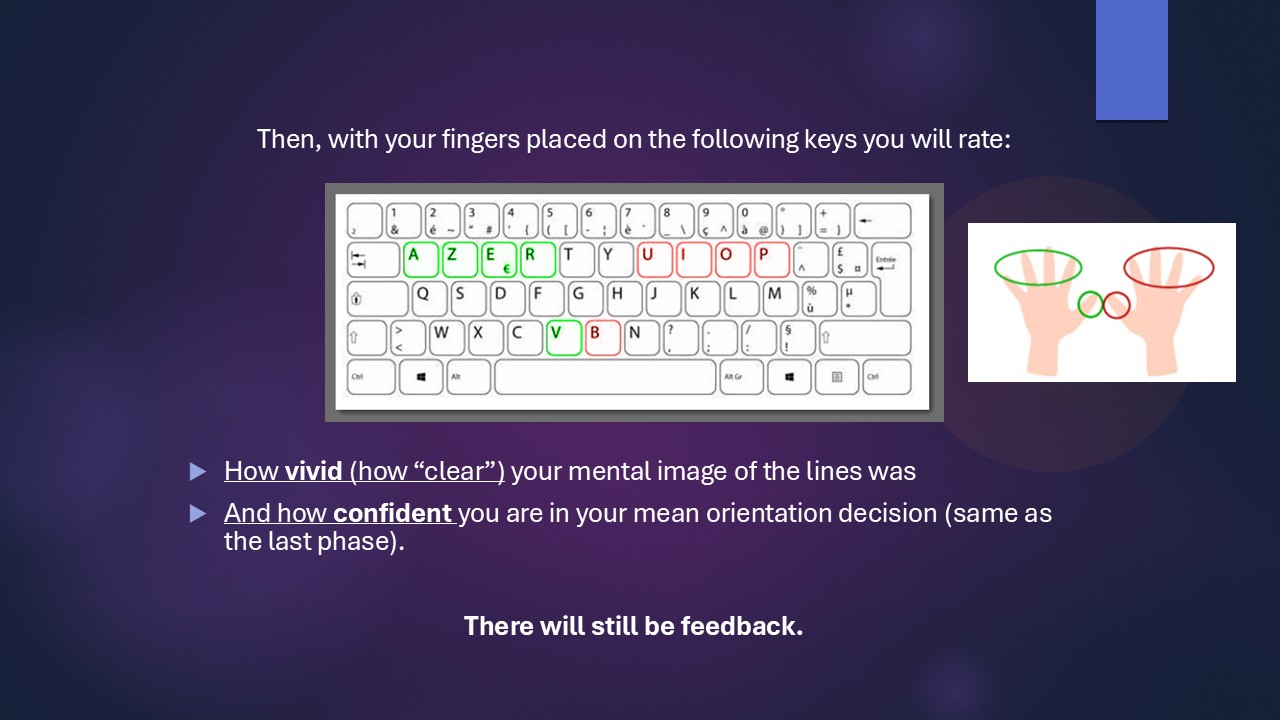 Then, with your fingers placed on the following keys you will rate:
1 2 3 4 5 6 7 8 9 0 ° +
² & é ~ " # ' { ( [ - ¦ è ` _ \ ç ^ à @ ) ] = }
A Z E € R T Y U I O P ¨ ^ £ $ ¤ Entrée
Q S D F G H J K L M % ù µ *
> < W X C V B N ? , . ; / : § !
Ctrl Alt Alt Gr Ctrl
How vivid (how “clear”) your mental image of the lines was
And how confident you are in your mean orientation decision (same as
the last phase).
There will still be feedback.